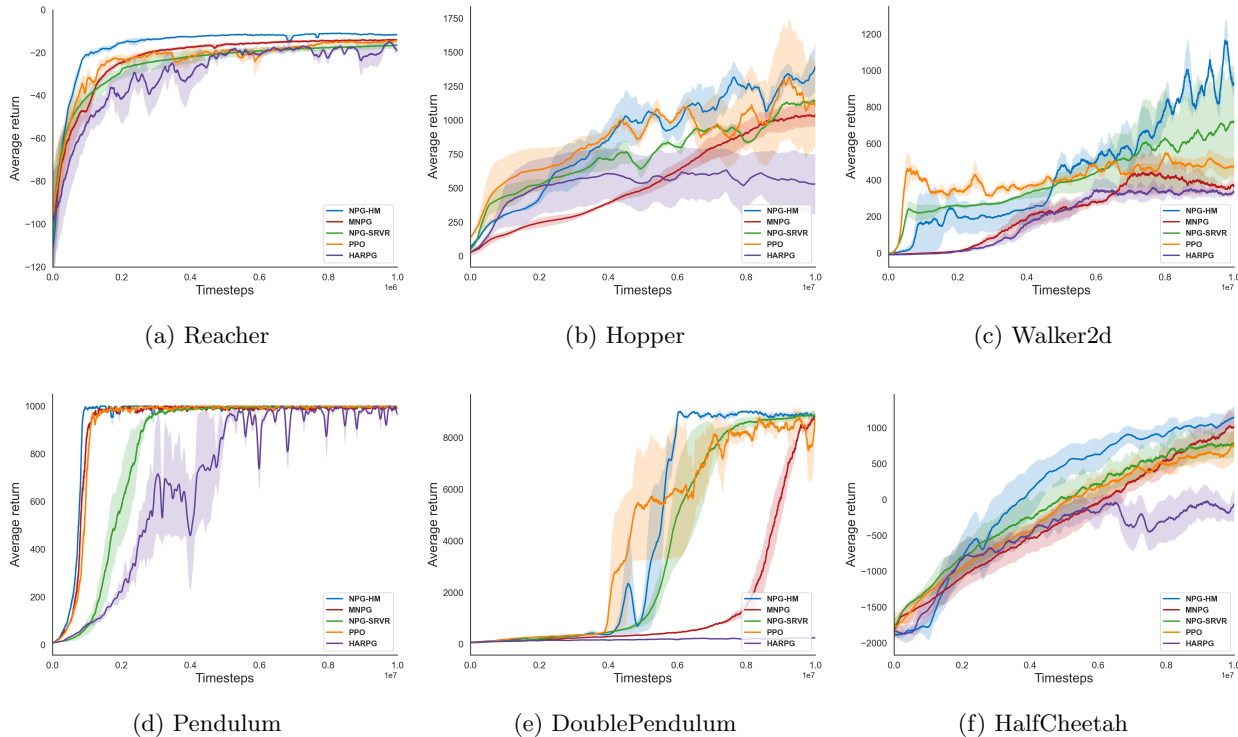 0
−20
−40
−60
−80
−100
−120
Average return
0.0 0.2 0.4 0.6 0.8 1.0
1e6
Timesteps
NPG-HM
MNPG
NPG-SRVR
PPO
HARPG
(a) Reacher
1750
1500
1250
1000
750
500
250
0
Average return
0.0 0.2 0.4 0.6 0.8 1.0
1e7
Timesteps
NPG-HM
MNPG
NPG-SRVR
PPO
HARPG
(b) Hopper
1200
1000
800
600
400
200
0
Average return
0.0 0.2 0.4 0.6 0.8 1.0
1e7
Timesteps
NPG-HM
MNPG
NPG-SRVR
PPO
HARPG
(c) Walker2d
1000
800
600
400
200
0
Average return
0.0 0.2 0.4 0.6 0.8 1.0
1e7
Timesteps
NPG-HM
MNPG
NPG-SRVR
PPO
HARPG
(d) Pendulum
8000
6000
4000
2000
0
Average return
0.0 0.2 0.4 0.6 0.8 1.0
1e7
Timesteps
NPG-HM
MNPG
NPG-SRVR
PPO
HARPG
(e) DoublePendulum
1000
500
0
−500
−1000
−1500
−2000
Average return
0.0 0.2 0.4 0.6 0.8 1.0
1e7
Timesteps
NPG-HM
MNPG
NPG-SRVR
PPO
HARPG
(f) HalfCheetah